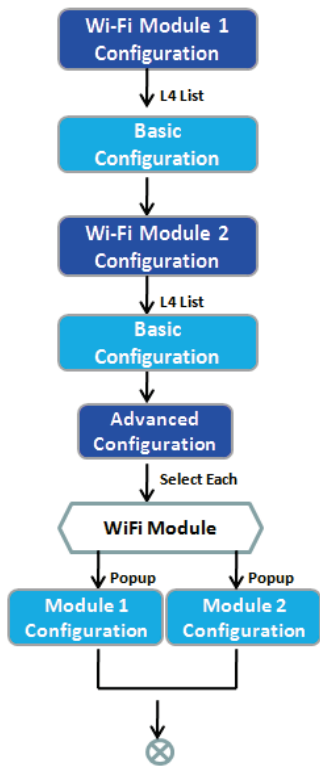 Wi-Fi Module 1
Configuration
L4 List
Basic
Configuration
Wi-Fi Module 2
Configuration
L4 List
Basic
Configuration
Advanced
Configuration
Select Each
WiFi Module
Popup
Popup
Module 1
Configuration
Module 2
Configuration